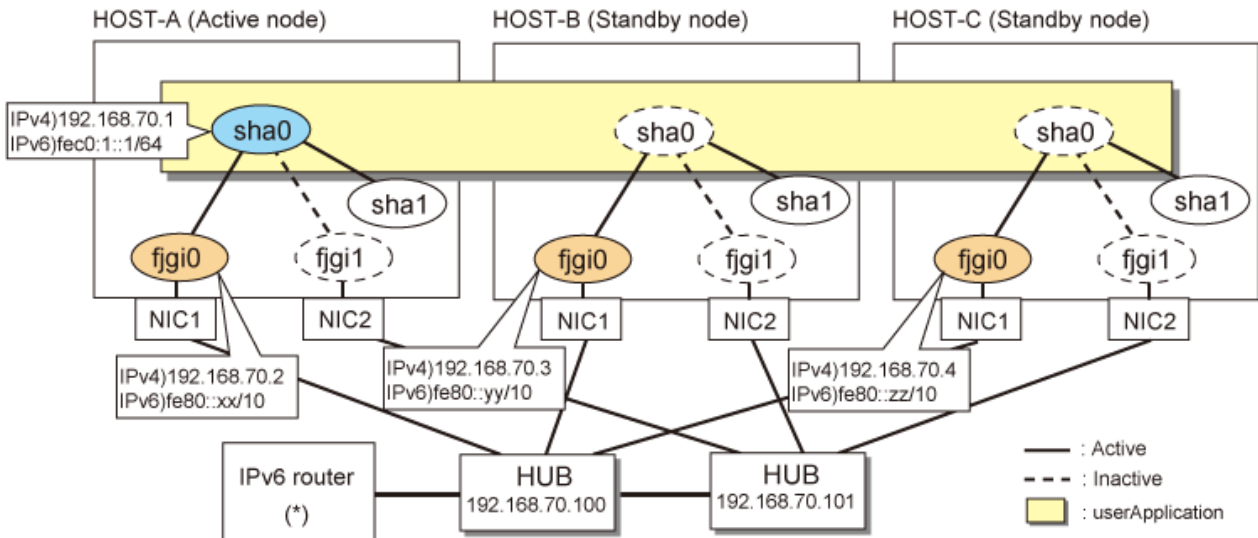 HOST-A (Active node)
HOST-B (Standby node)
HOST-C (Standby node)
IPv4)192.168.70.1
IPv6)fec0:1::1/64
sha0
sha0
sha0
sha1
sha1
sha1
fjgi0
fjgi1
fjgi0
fjgi1
fjgi0
fjgi1
NIC1
NIC2
NIC1
NIC2
NIC1
NIC2
IPv4)192.168.70.2
IPv6)fe80::xx/10
IPv4)192.168.70.3
IPv6)fe80::yy/10
IPv4)192.168.70.4
IPv6)fe80::zz/10
IPv6 router
(*)
HUB
192.168.70.100
HUB
192.168.70.101
: Active
: Inactive
: userApplication